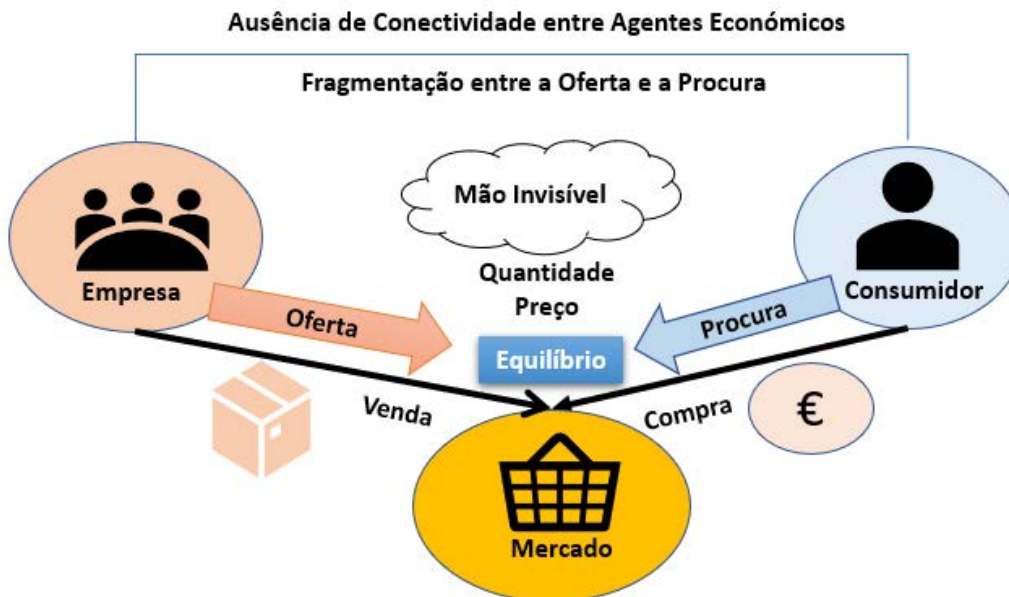 Ausência de Conectividade entre Agentes Económicos
Fragmentação entre a Oferta e a Procura
Mão Invisível
Empresa
Quantidade
Preço
Consumidor
Oferta
Procura
Equilíbrio
Venda
Compra
€
Mercado